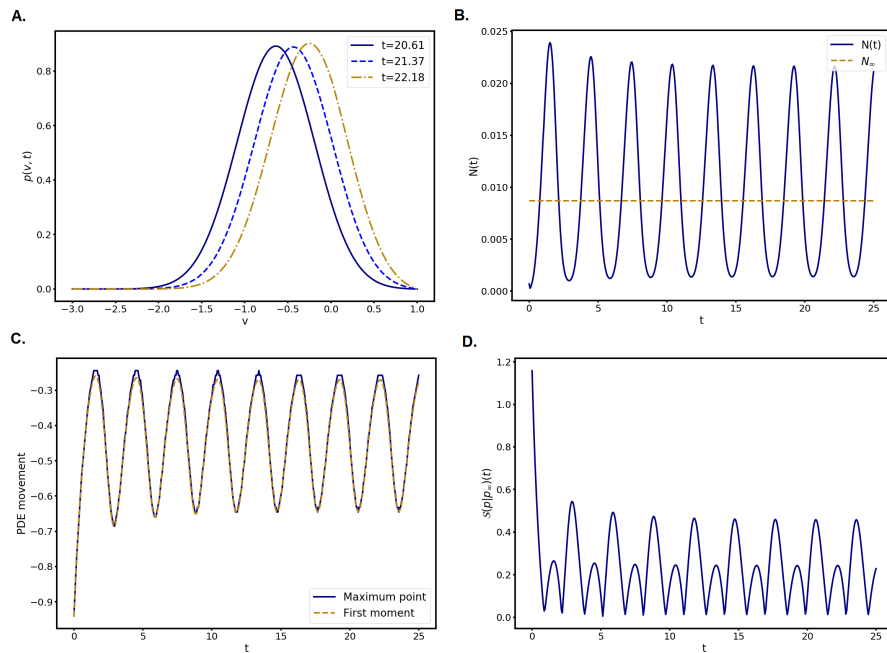 A.
p(v, t)
0.8
0.6
0.4
0.2
0.0
t=20.61
t=21.37
t=22.18
−3.0 −2.5 −2.0 −1.5 −1.0 −0.5 0.0 0.5 1.0
v
B.
N(t)
0.025
0.020
0.015
0.010
0.005
0.000
N(t)
N∞
0 5 10 15 20 25
t
C.
PDE movement
−0.3
−0.4
−0.5
−0.6
−0.7
−0.8
−0.9
Maximum point
First moment
0 5 10 15 20 25
t
D.
S(p|p∞)(t)
1.2
1.0
0.8
0.6
0.4
0.2
0.0
0 5 10 15 20 25
t